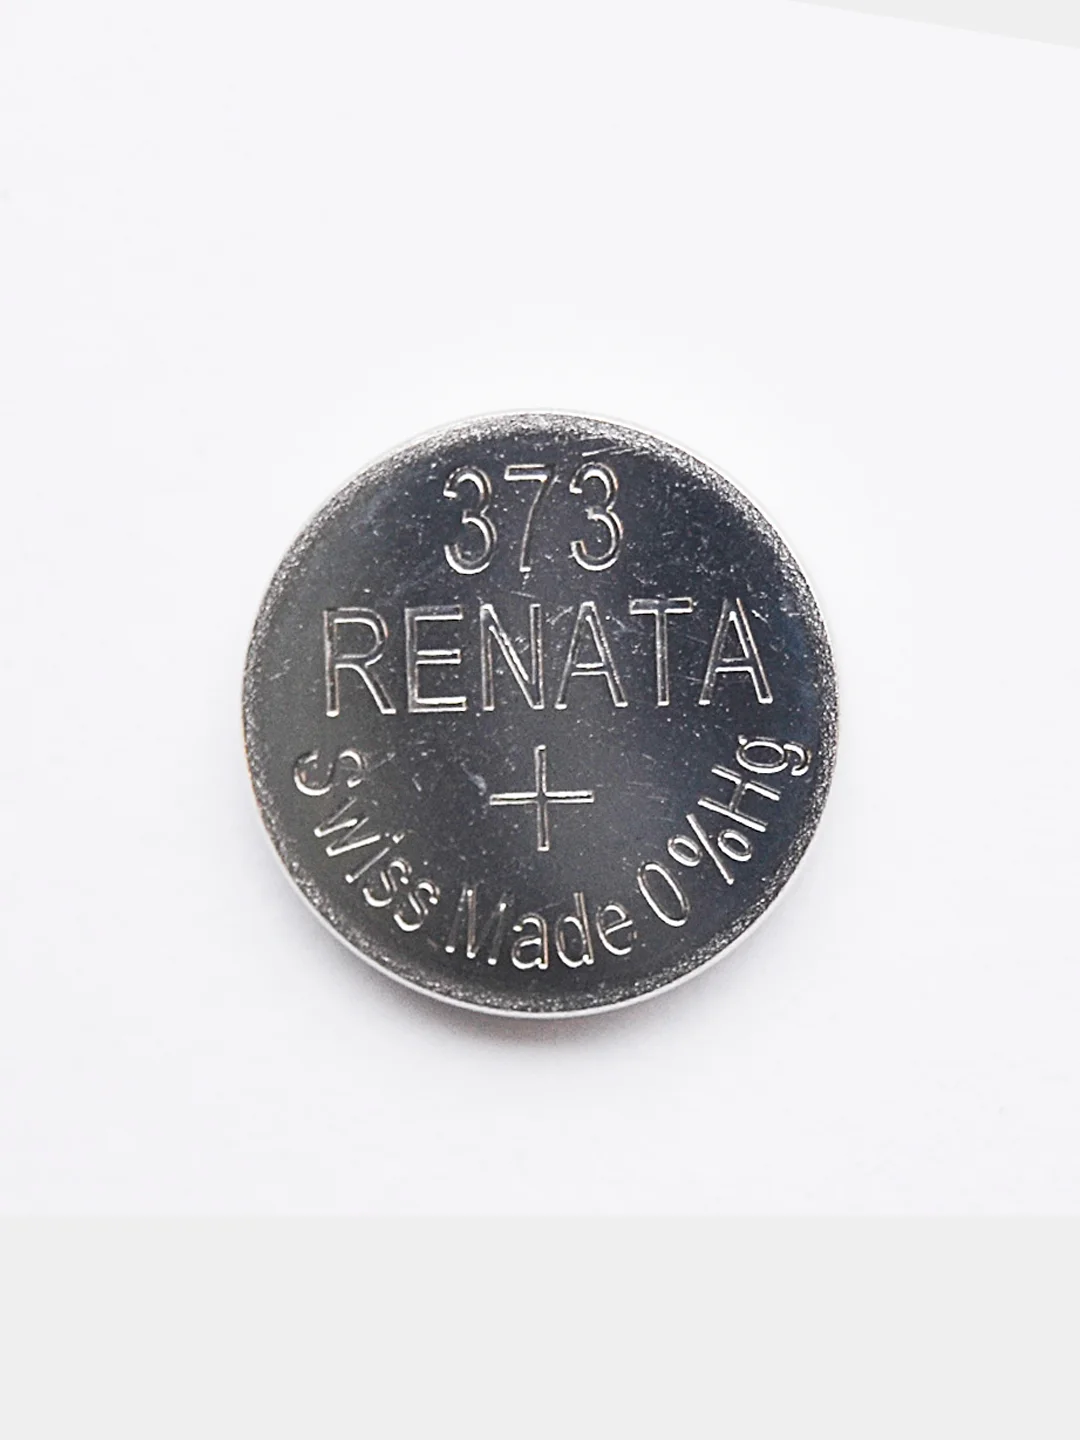 373
RENATA
+
Swiss Made 0%Hg